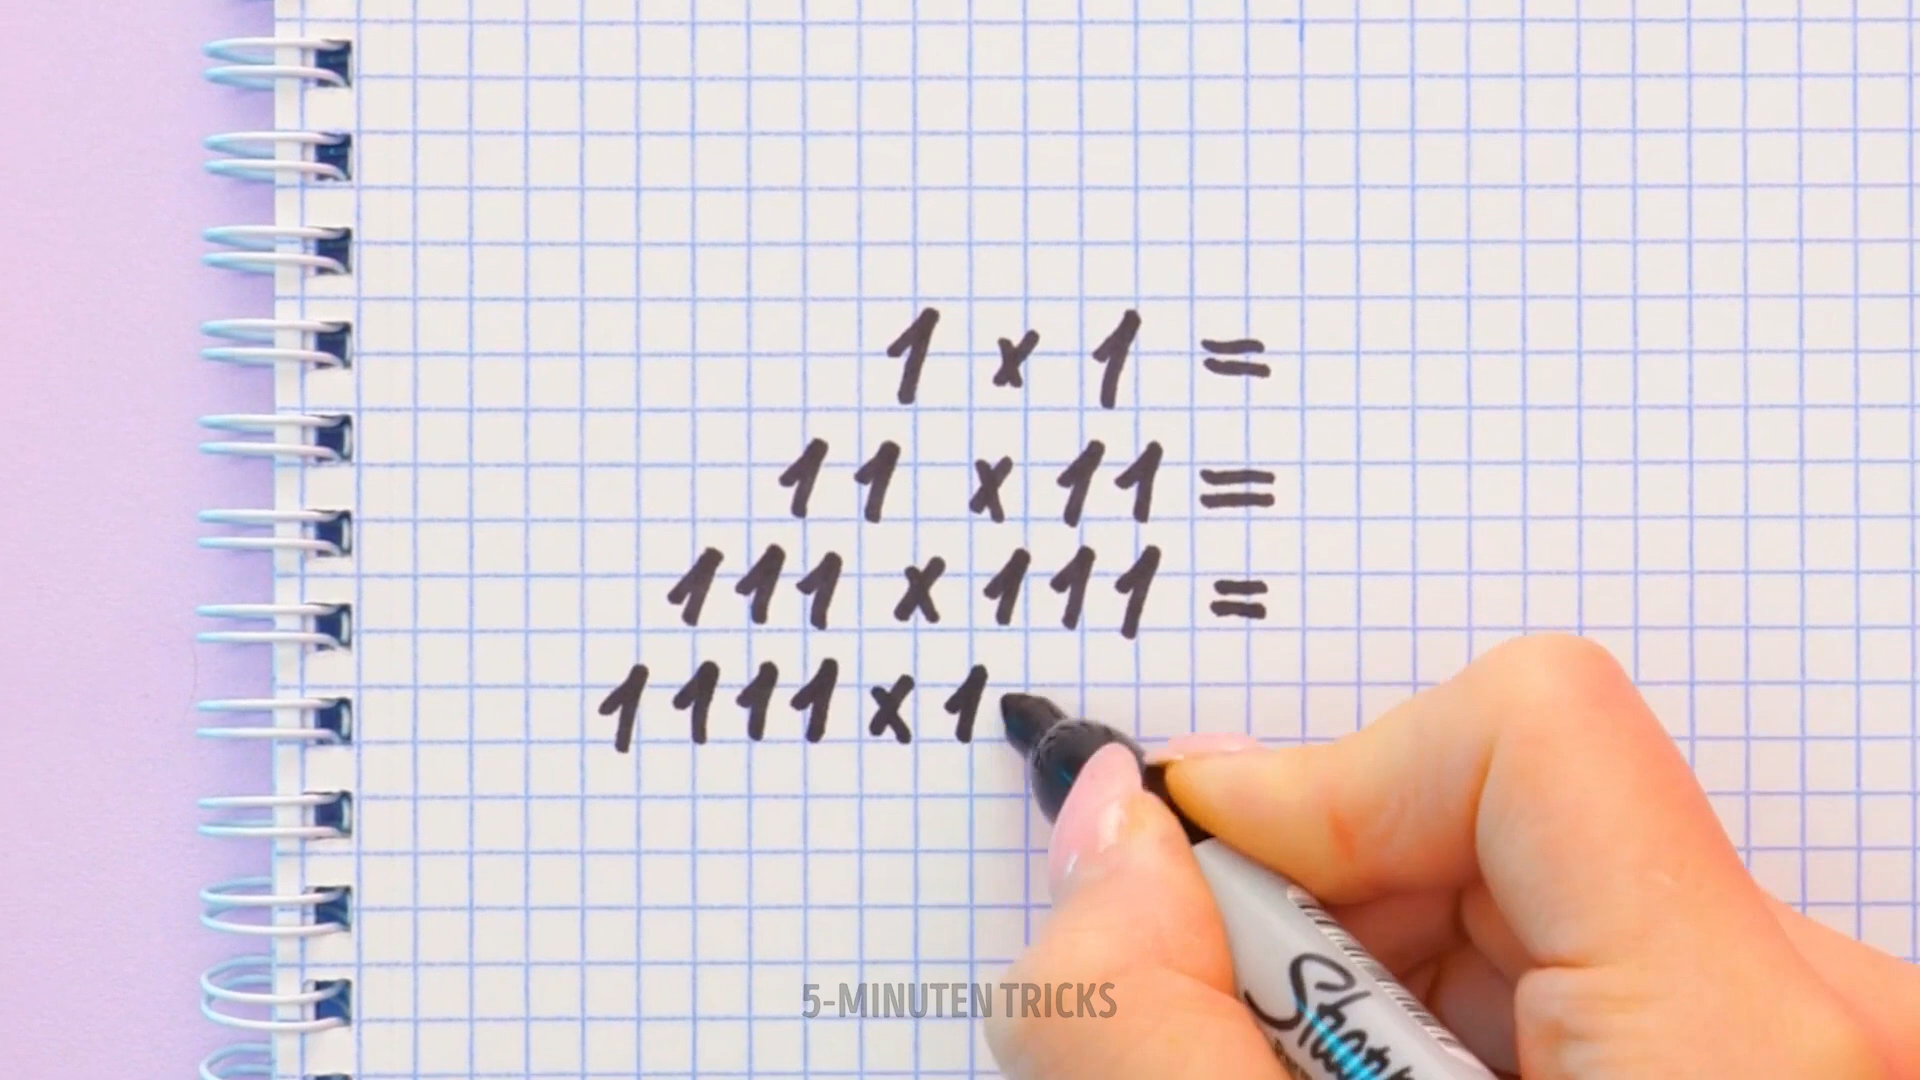 1 x 1 =
11 x 11 =
111 x 111 =
1111 x 1
5-MINUTEN TRICKS